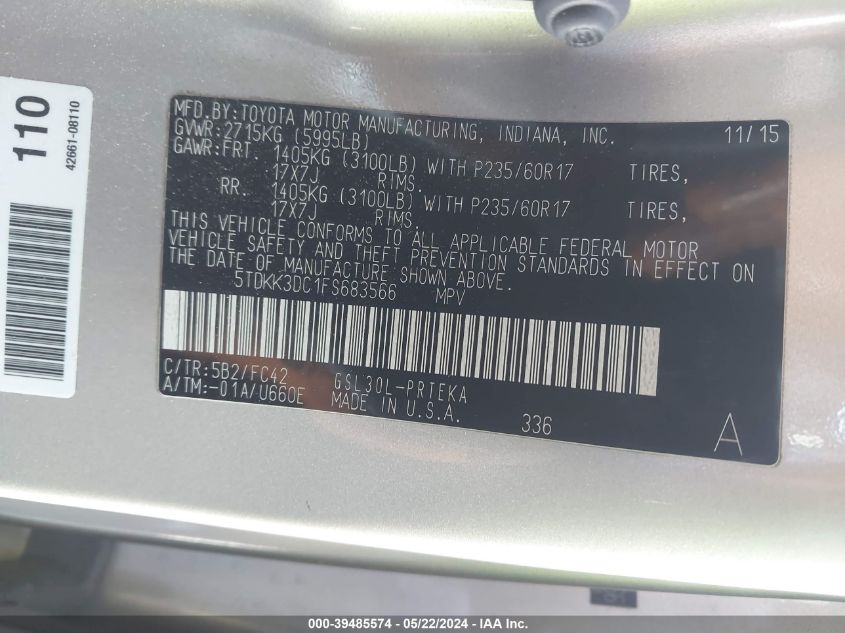 MFD.BY:TOYOTA MOTOR MANUFACTURING, INDIANA, INC. 11/15
GVWR:2715KG (5995LB)
GAWR:FRT. 1405KG (3100LB) WITH P235/60R17 TIRES,
17X7J RIMS.
RR. 1405KG (3100LB) WITH P235/60R17 TIRES,
17X7J RIMS.
THIS VEHICLE CONFORMS TO ALL APPLICABLE FEDERAL MOTOR
VEHICLE SAFETY AND THEFT PREVENTION STANDARDS IN EFFECT ON
THE DATE OF MANUFACTURE SHOWN ABOVE.
5TDKK3DC1FS683566 MPV
C/TR:5B2/FC42 GSL30L-PRTEKA
A/TM:-01A/U660E MADE IN U.S.A.
336 A
110
42661-08110
000-39485574 - 05/22/2024 - IAA Inc.